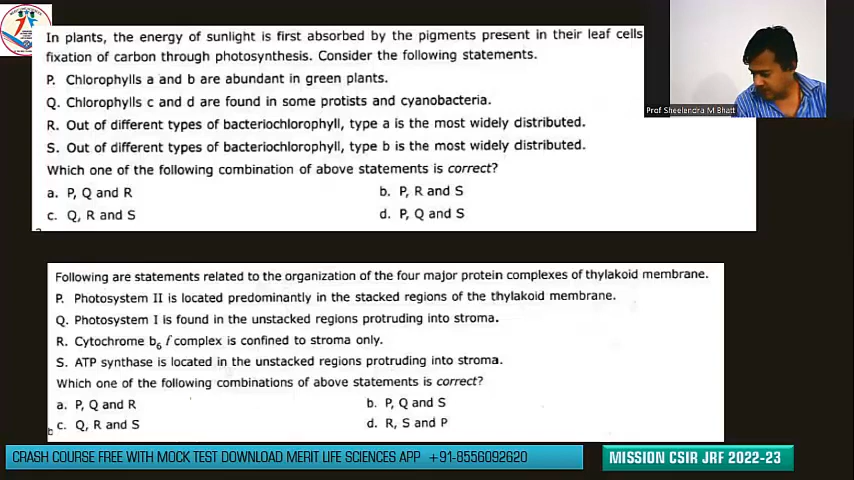 In plants, the energy of sunlight is first absorbed by the pigments present in their leaf cells
fixation of carbon through photosynthesis. Consider the following statements.
P. Chlorophylls a and b are abundant in green plants.
Q. Chlorophylls c and d are found in some protists and cyanobacteria.
R. Out of different types of bacteriochlorophyll, type a is the most widely distributed.
S. Out of different types of bacteriochlorophyll, type b is the most widely distributed.
Which one of the following combination of above statements is correct?
a. P, Q and R
b. P, R and S
c. Q, R and S
d. P, Q and S
Prof Sheelendra M Bhatt
Following are statements related to the organization of the four major protein complexes of thylakoid membrane.
P. Photosystem II is located predominantly in the stacked regions of the thylakoid membrane.
Q. Photosystem I is found in the unstacked regions protruding into stroma.
R. Cytochrome b6 f complex is confined to stroma only.
S. ATP synthase is located in the unstacked regions protruding into stroma.
Which one of the following combinations of above statements is correct?
a. P, Q and R
b. P, Q and S
c. Q, R and S
d. R, S and P
b
CRASH COURSE FREE WITH MOCK TEST DOWNLOAD MERIT LIFE SCIENCES APP +91-8556092620
MISSION CSIR JRF 2022-23